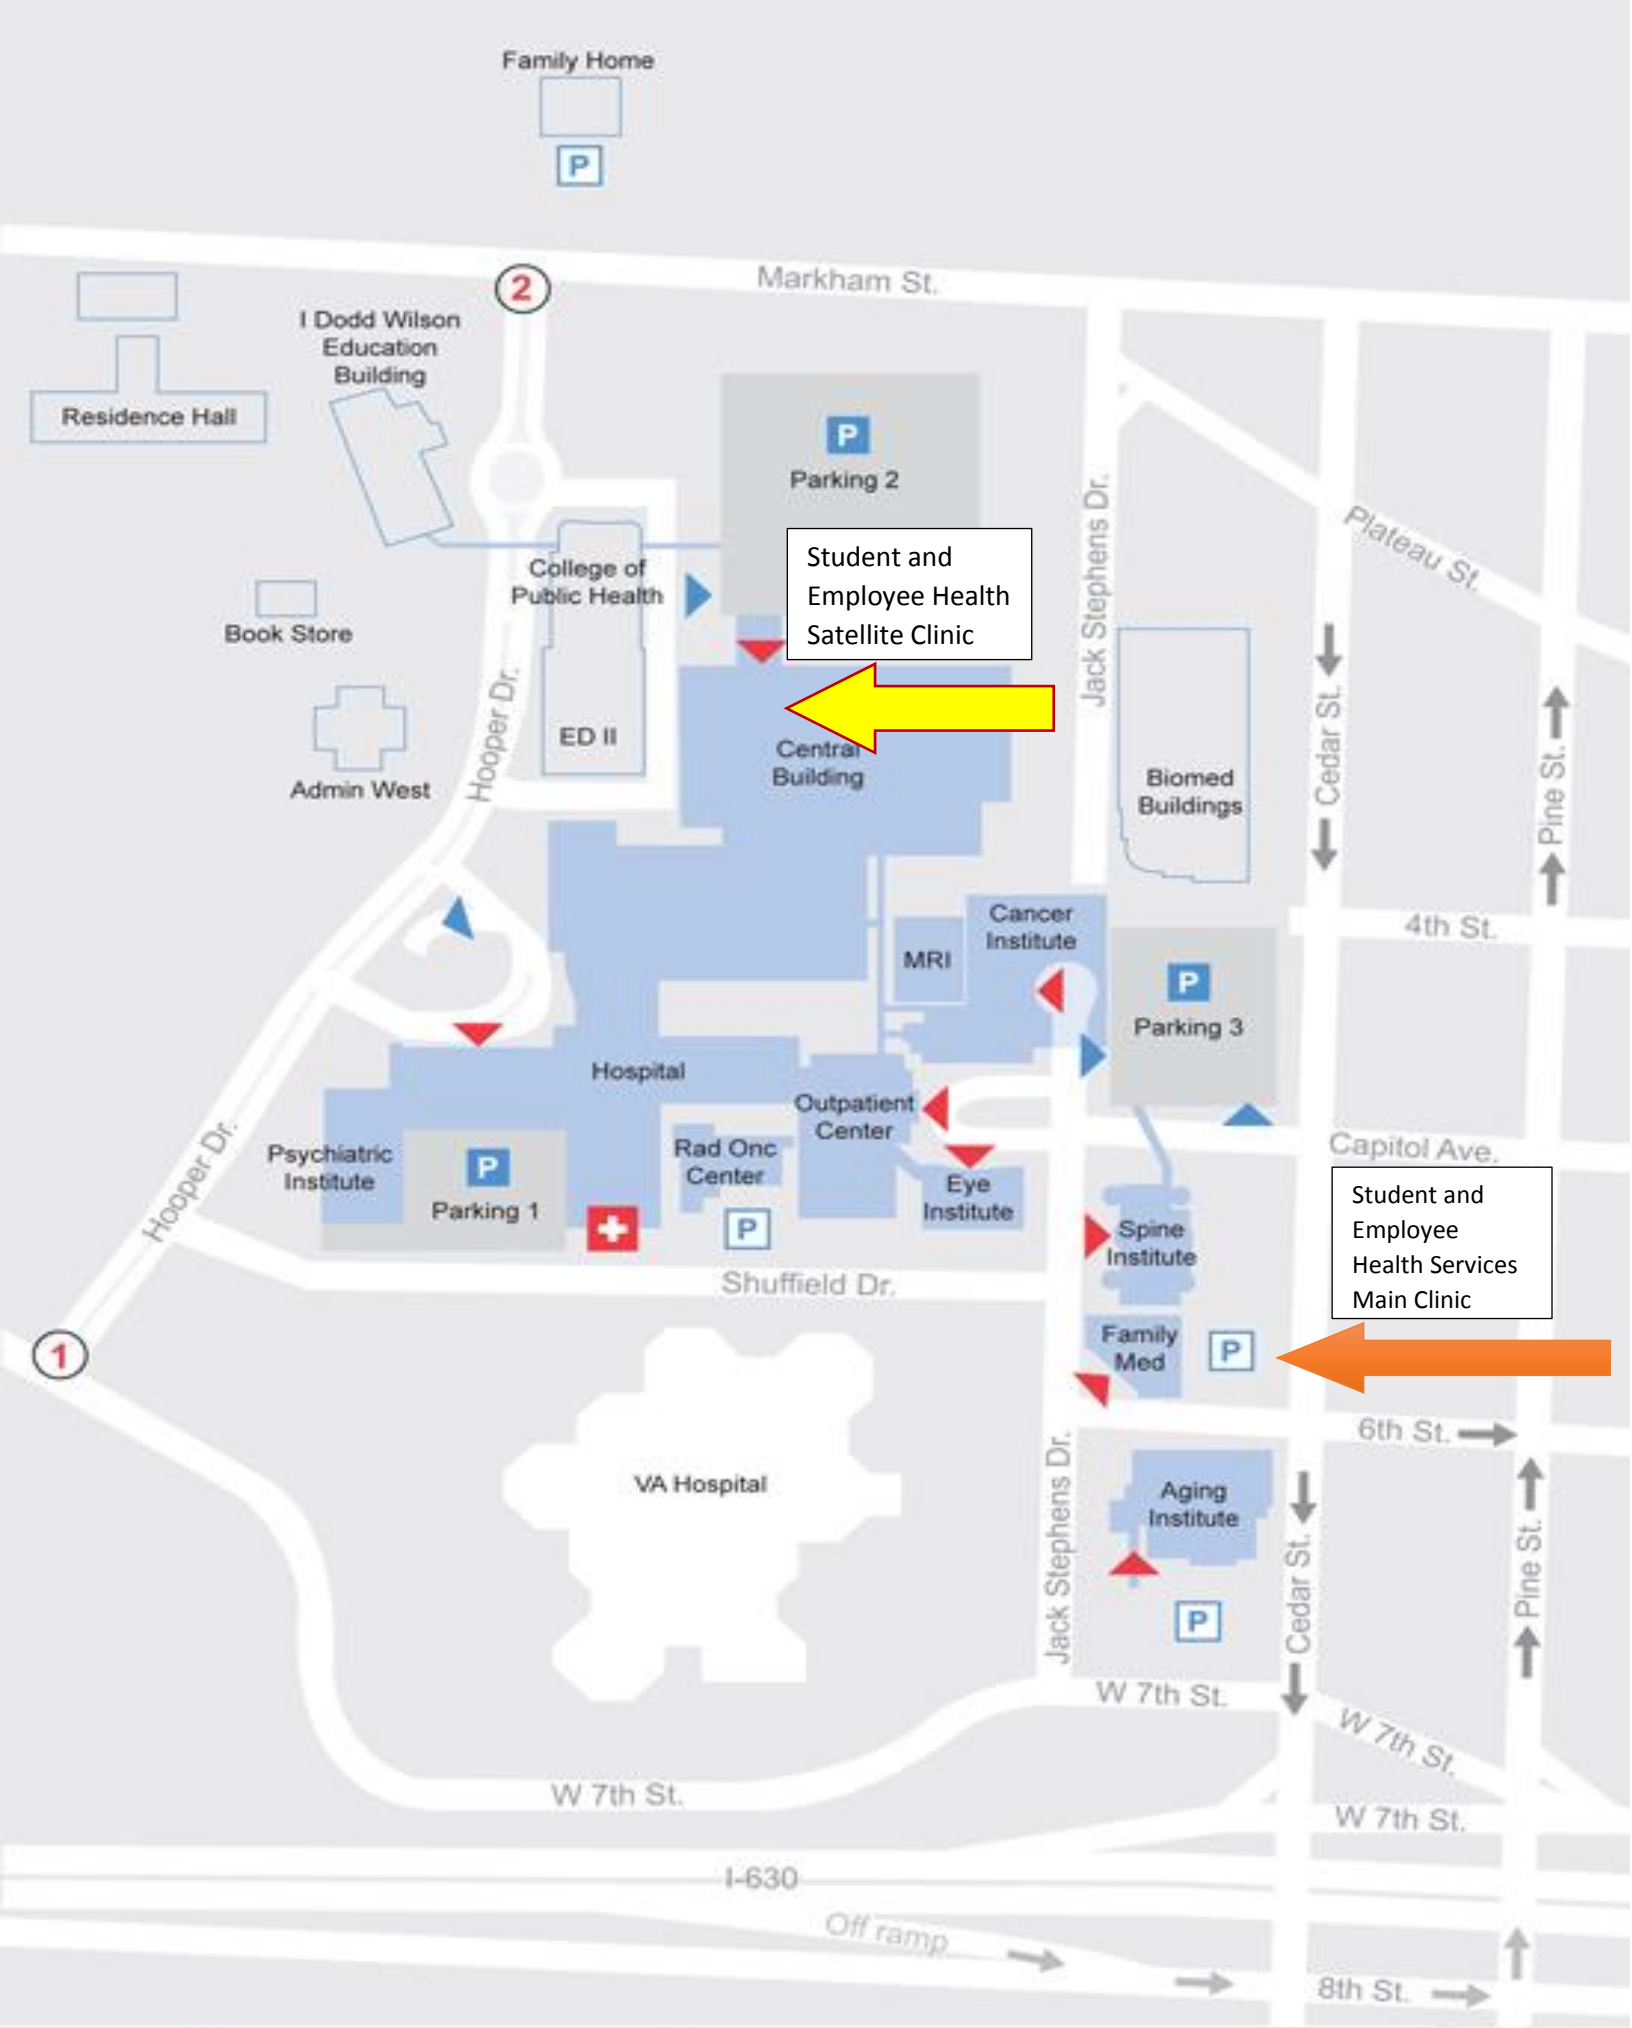 Family Home
P
Markham St.
2
I Dodd Wilson
Education
Building
Residence Hall
P
Parking 2
Jack Stephens Dr.
Plateau St.
Student and
Employee Health
Satellite Clinic
College of
Public Health
Book Store
Hooper Dr.
ED II
Admin West
Central
Building
Biomed
Buildings
Cedar St.
Pine St.
4th St.
Cancer
Institute
MRI
P
Parking 3
Hospital
Outpatient
Center
Capitol Ave.
Hooper Dr.
Psychiatric
Institute
P
Parking 1
Rad Onc
Center
P
Eye
Institute
Spine
Institute
Student and
Employee
Health Services
Main Clinic
Shuffield Dr.
1
Family
Med
P
6th St.
VA Hospital
Jack Stephens Dr.
Aging
Institute
P
Cedar St.
Pine St.
W 7th St.
W 7th St.
W 7th St.
W 7th St.
I-630
Off ramp
8th St.